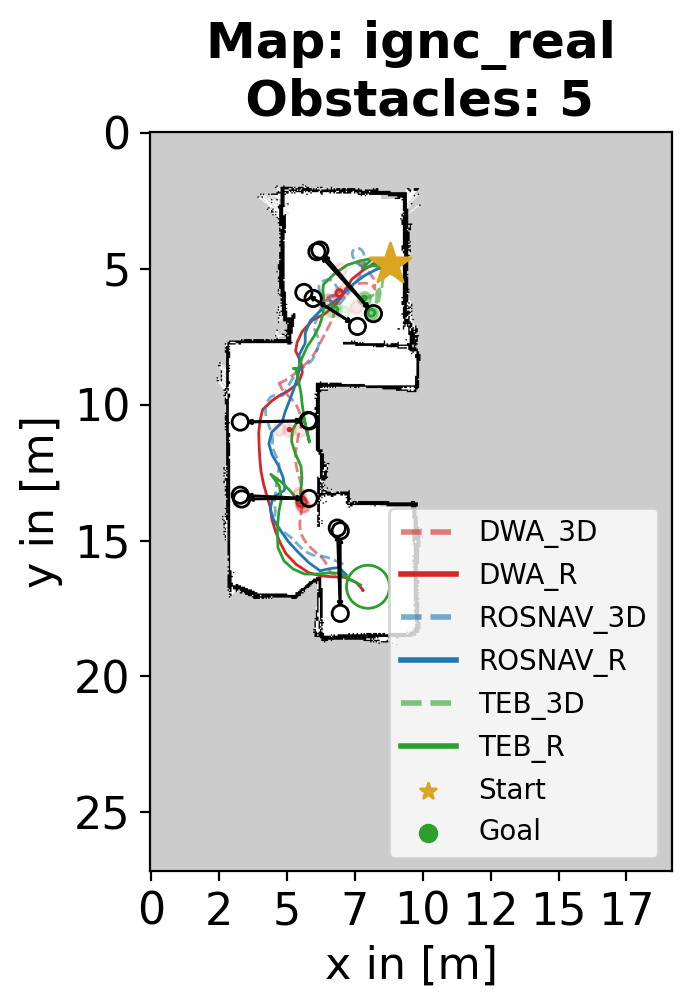 Map: ignc_real
Obstacles: 5
0
5
10
15
20
25
y in [m]
DWA_3D
DWA_R
ROSNAV_3D
ROSNAV_R
TEB_3D
TEB_R
Start
Goal
0 2 5 7 10 12 15 17
x in [m]